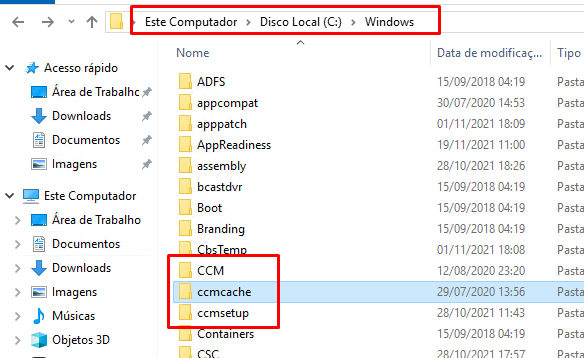 Este Computador > Disco Local (C:) > Windows
Nome Data de modificaç... Tipo
Acesso rápido
Área de Trabalho
Downloads
Documentos
Imagens
Este Computador
Área de Trabalho
Documentos
Downloads
Imagens
Músicas
Objetos 3D
ADFS 15/09/2018 04:19 Pasta
appcompat 30/07/2020 14:53 Pasta
apppatch 01/11/2021 18:09 Pasta
AppReadiness 19/11/2021 11:00 Pasta
assembly 28/10/2021 18:26 Pasta
bcastdvr 15/09/2018 04:19 Pasta
Boot 15/09/2018 04:19 Pasta
Branding 15/09/2018 04:19 Pasta
CbsTemp 01/11/2021 18:08 Pasta
CCM 12/08/2020 23:20 Pasta
ccmcache 29/07/2020 13:56 Pasta
ccmsetup 28/10/2021 11:43 Pasta
Containers 15/09/2018 04:19 Pasta
CSC 28/10/2021 18:45 Pasta